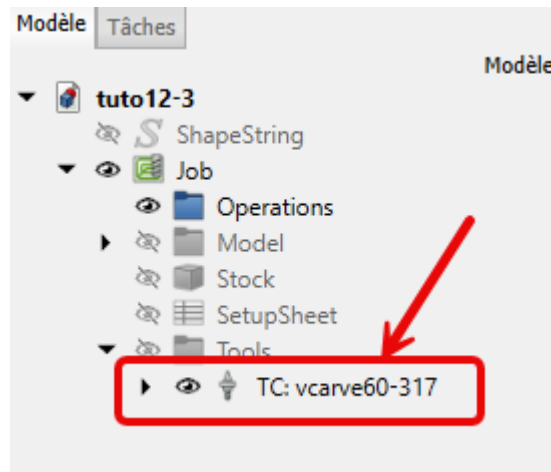 Modèle Tâches
Modèle
tuto12-3
ShapeString
Job
Operations
Model
Stock
SetupSheet
Tools
TC: vcarve60-317